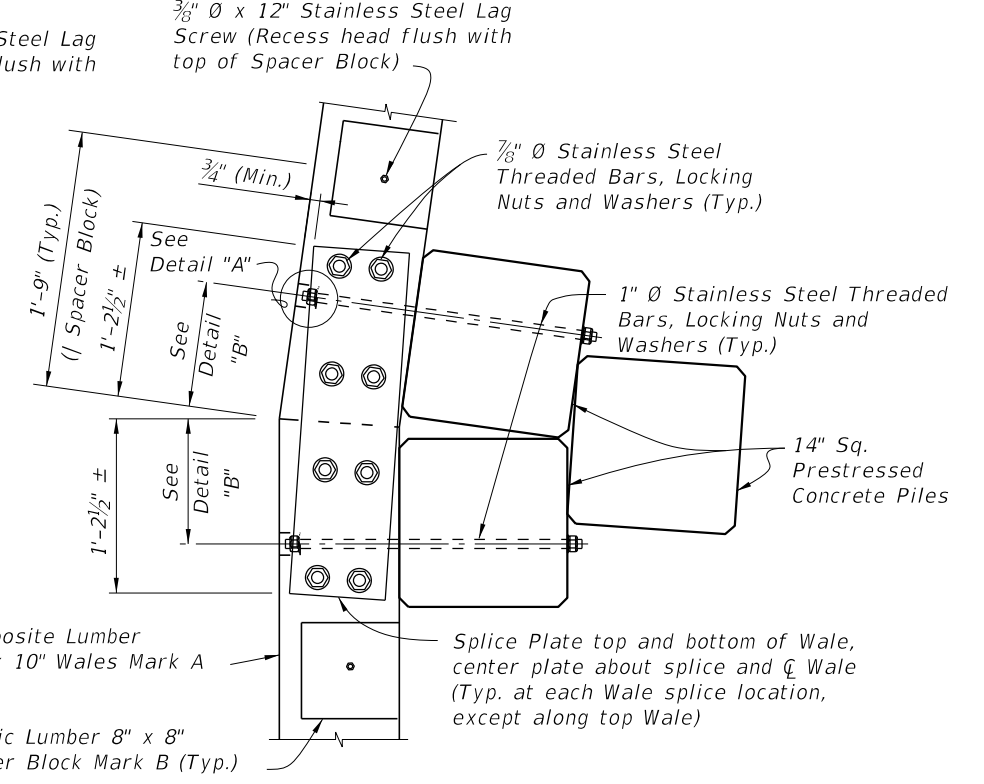 ⅜" Ø x 12" Stainless Steel Lag
Screw (Recess head flush with
top of Spacer Block)
Steel Lag
lush with
⅞" Ø Stainless Steel
Threaded Bars, Locking
Nuts and Washers (Typ.)
¾" (Min.)
1'-9" (Typ.)
(| Spacer Block)
1'-2½" ±
See
Detail "A"
See
Detail
"B"
1" Ø Stainless Steel Threaded
Bars, Locking Nuts and
Washers (Typ.)
14" Sq.
Prestressed
Concrete Piles
1'-2½" ±
See
Detail
"B"
osite Lumber
10" Wales Mark A
Splice Plate top and bottom of Wale,
center plate about splice and ℄ Wale
(Typ. at each Wale splice location,
except along top Wale)
ic Lumber 8" x 8"
er Block Mark B (Typ.)